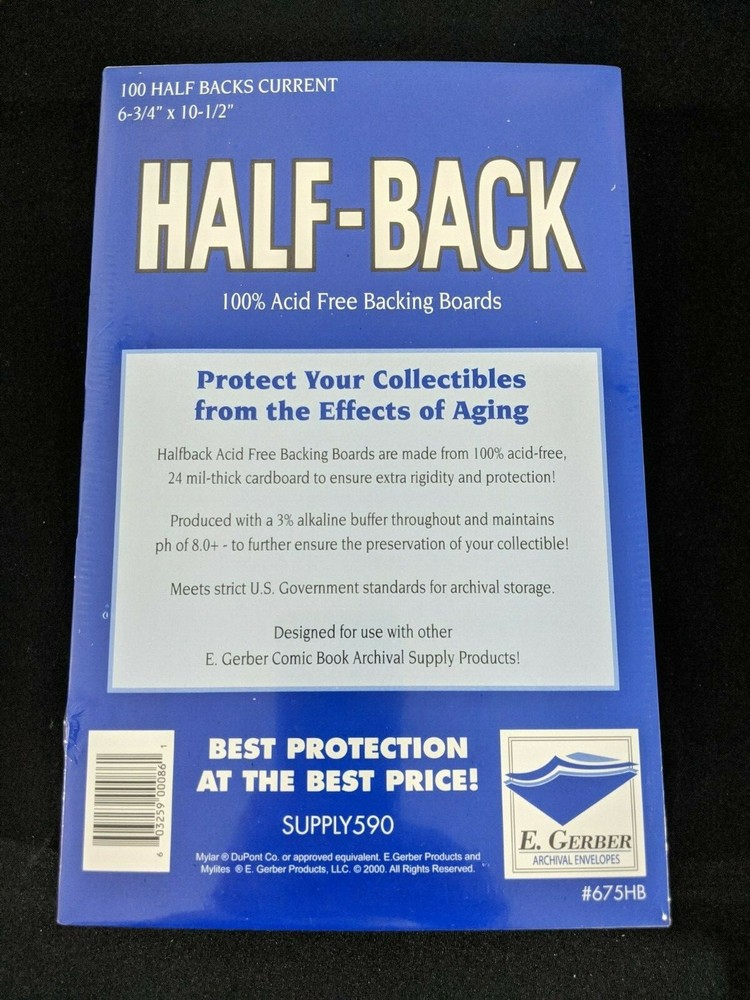 100 HALF BACKS CURRENT
6-3/4" x 10-1/2"
HALF-BACK
100% Acid Free Backing Boards
Protect Your Collectibles
from the Effects of Aging
Halfback Acid Free Backing Boards are made from 100% acid-free,
24 mil-thick cardboard to ensure extra rigidity and protection!
Produced with a 3% alkaline buffer throughout and maintains
ph of 8.0+ - to further ensure the preservation of your collectible!
Meets strict U.S. Government standards for archival storage.
Designed for use with other
E. Gerber Comic Book Archival Supply Products!
6 03259 00086 1
BEST PROTECTION
AT THE BEST PRICE!
SUPPLY590
Mylar ® DuPont Co. or approved equivalent. E.Gerber Products and
Mylites ® E. Gerber Products, LLC. © 2000. All Rights Reserved.
E. GERBER
ARCHIVAL ENVELOPES
#675HB